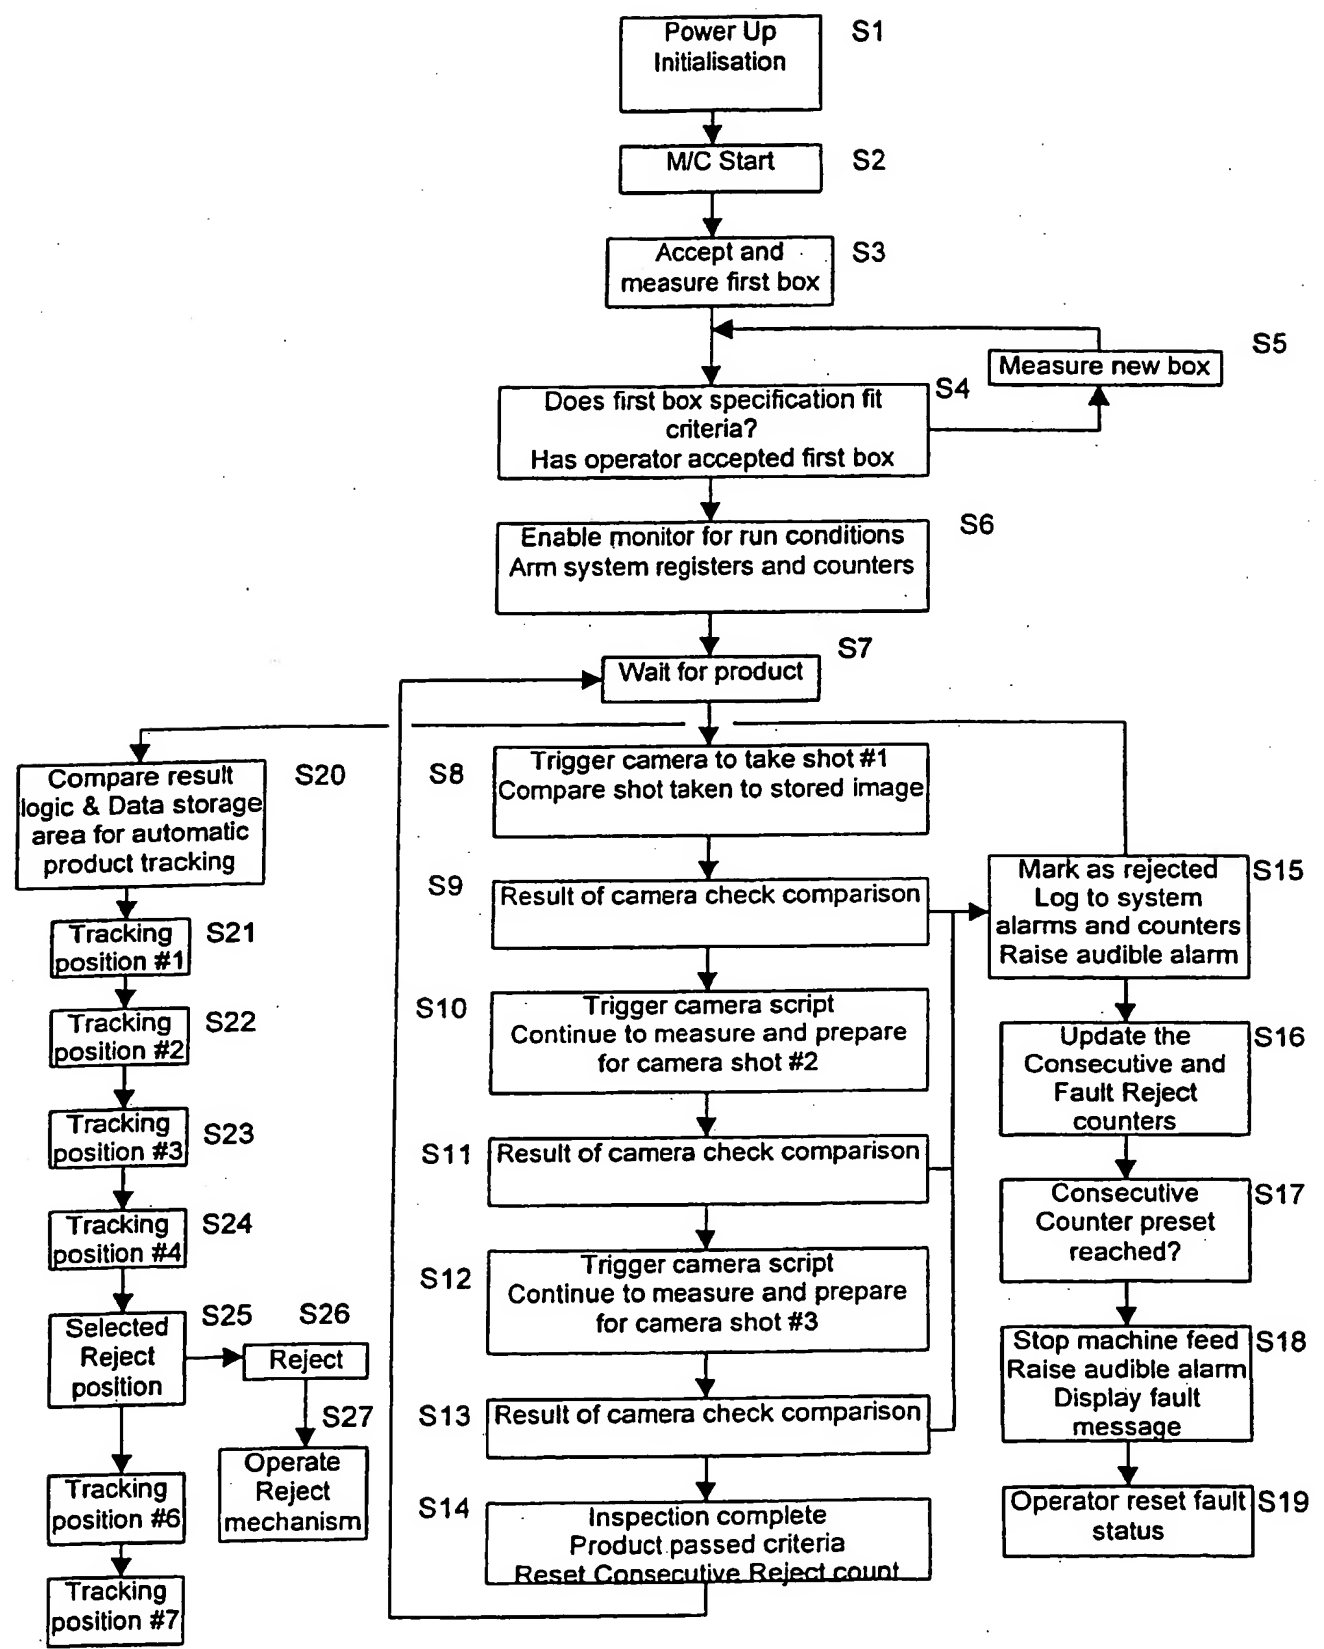 Power Up
Initialisation
S1
M/C Start
S2
Accept and
measure first box
S3
Measure new box
S5
Does first box specification fit
criteria?
Has operator accepted first box
S4
Enable monitor for run conditions
Arm system registers and counters
S6
Wait for product
S7
Trigger camera to take shot #1
Compare shot taken to stored image
S8
Result of camera check comparison
S9
Trigger camera script
Continue to measure and prepare
for camera shot #2
S10
Result of camera check comparison
S11
Trigger camera script
Continue to measure and prepare
for camera shot #3
S12
Result of camera check comparison
S13
Inspection complete
Product passed criteria
Reset Consecutive Reject count
S14
Mark as rejected
Log to system
alarms and counters
Raise audible alarm
S15
Update the
Consecutive and
Fault Reject
counters
S16
Consecutive
Counter preset
reached?
S17
Stop machine feed
Raise audible alarm
Display fault
message
S18
Operator reset fault
status
S19
Compare result
logic & Data storage
area for automatic
product tracking
S20
Tracking
position #1
S21
Tracking
position #2
S22
Tracking
position #3
S23
Tracking
position #4
S24
Selected
Reject
position
S25
Reject
S26
Operate
Reject
mechanism
S27
Tracking
position #6
Tracking
position #7